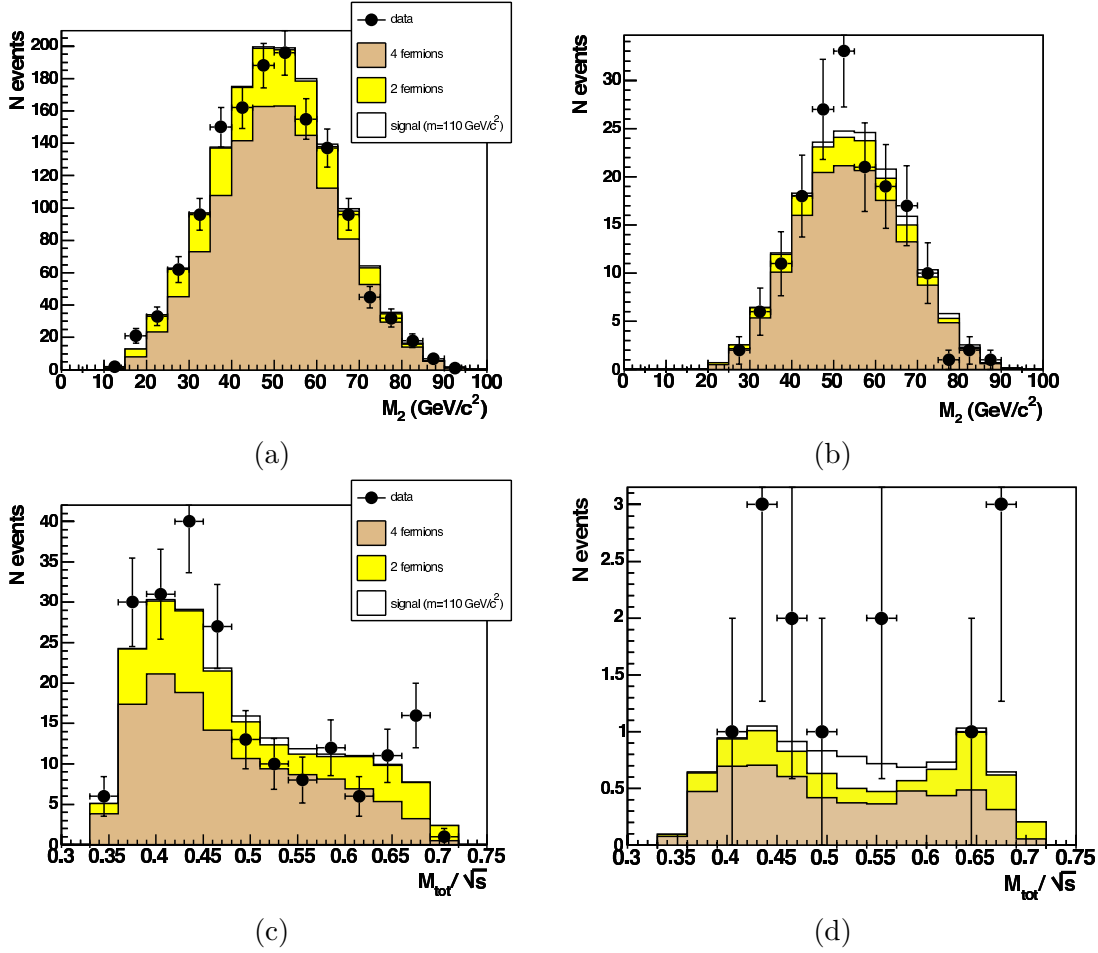 data
4 fermions
2 fermions
signal (m=110 GeV/c²)
N events
200
180
160
140
120
100
80
60
40
20
0
0 10 20 30 40 50 60 70 80 90 100
M₂ (GeV/c²)
(a)
N events
30
25
20
15
10
5
0
0 10 20 30 40 50 60 70 80 90 100
M₂ (GeV/c²)
(b)
data
4 fermions
2 fermions
signal (m=110 GeV/c²)
N events
40
35
30
25
20
15
10
5
0
0.3 0.35 0.4 0.45 0.5 0.55 0.6 0.65 0.7 0.75
M_tot/√s
(c)
N events
3
2.5
2
1.5
1
0.5
0
0.3 0.35 0.4 0.45 0.5 0.55 0.6 0.65 0.7 0.75
M_tot/√s
(d)